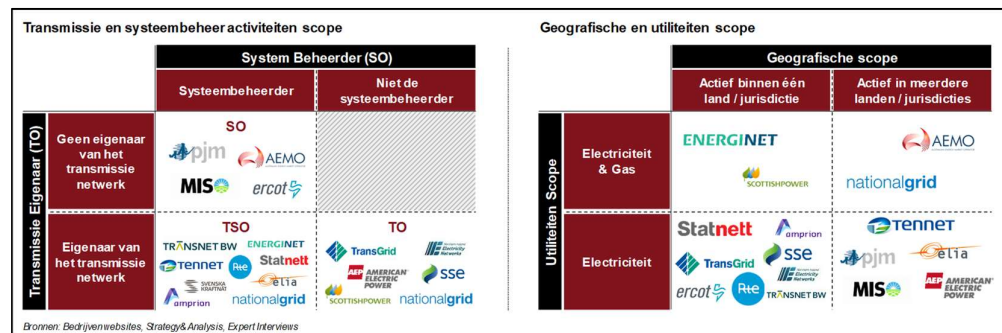 Transmissie en systeembeheer activiteiten scope
System Beheerder (SO)
Systeembeheerder
Niet de
systeembeheerder
Transmissie Eigenaar (TO)
Geen eigenaar
van het
transmissie
netwerk
SO
pjm
AEMO
MISO
ercot
Eigenaar van
het transmissie
netwerk
TSO
TRANSNET BW
ENERGINET
TENNET
Rte
Statnett
SVENSKA
KRAFTNÄT
elia
Amprion
nationalgrid
TO
TransGrid
Electricity
Networks
AEP
AMERICAN
ELECTRIC
POWER
sse
SCOTTISHPOWER
nationalgrid
Geografische en utiliteiten scope
Geografische scope
Actief binnen één
land / jurisdictie
Actief in meerdere
landen / jurisdicties
Utiliteiten Scope
Electriciteit
& Gas
ENERGINET
SCOTTISHPOWER
AEMO
nationalgrid
Electriciteit
Statnett
Amprion
TransGrid
sse
Electricity
Networks
ercot
Rte
TRANSNET BW
TENNET
pjm
elia
MISO
AEP
AMERICAN
ELECTRIC
POWER
Bronnen: Bedrijven websites, Strategy& Analysis, Expert Interviews